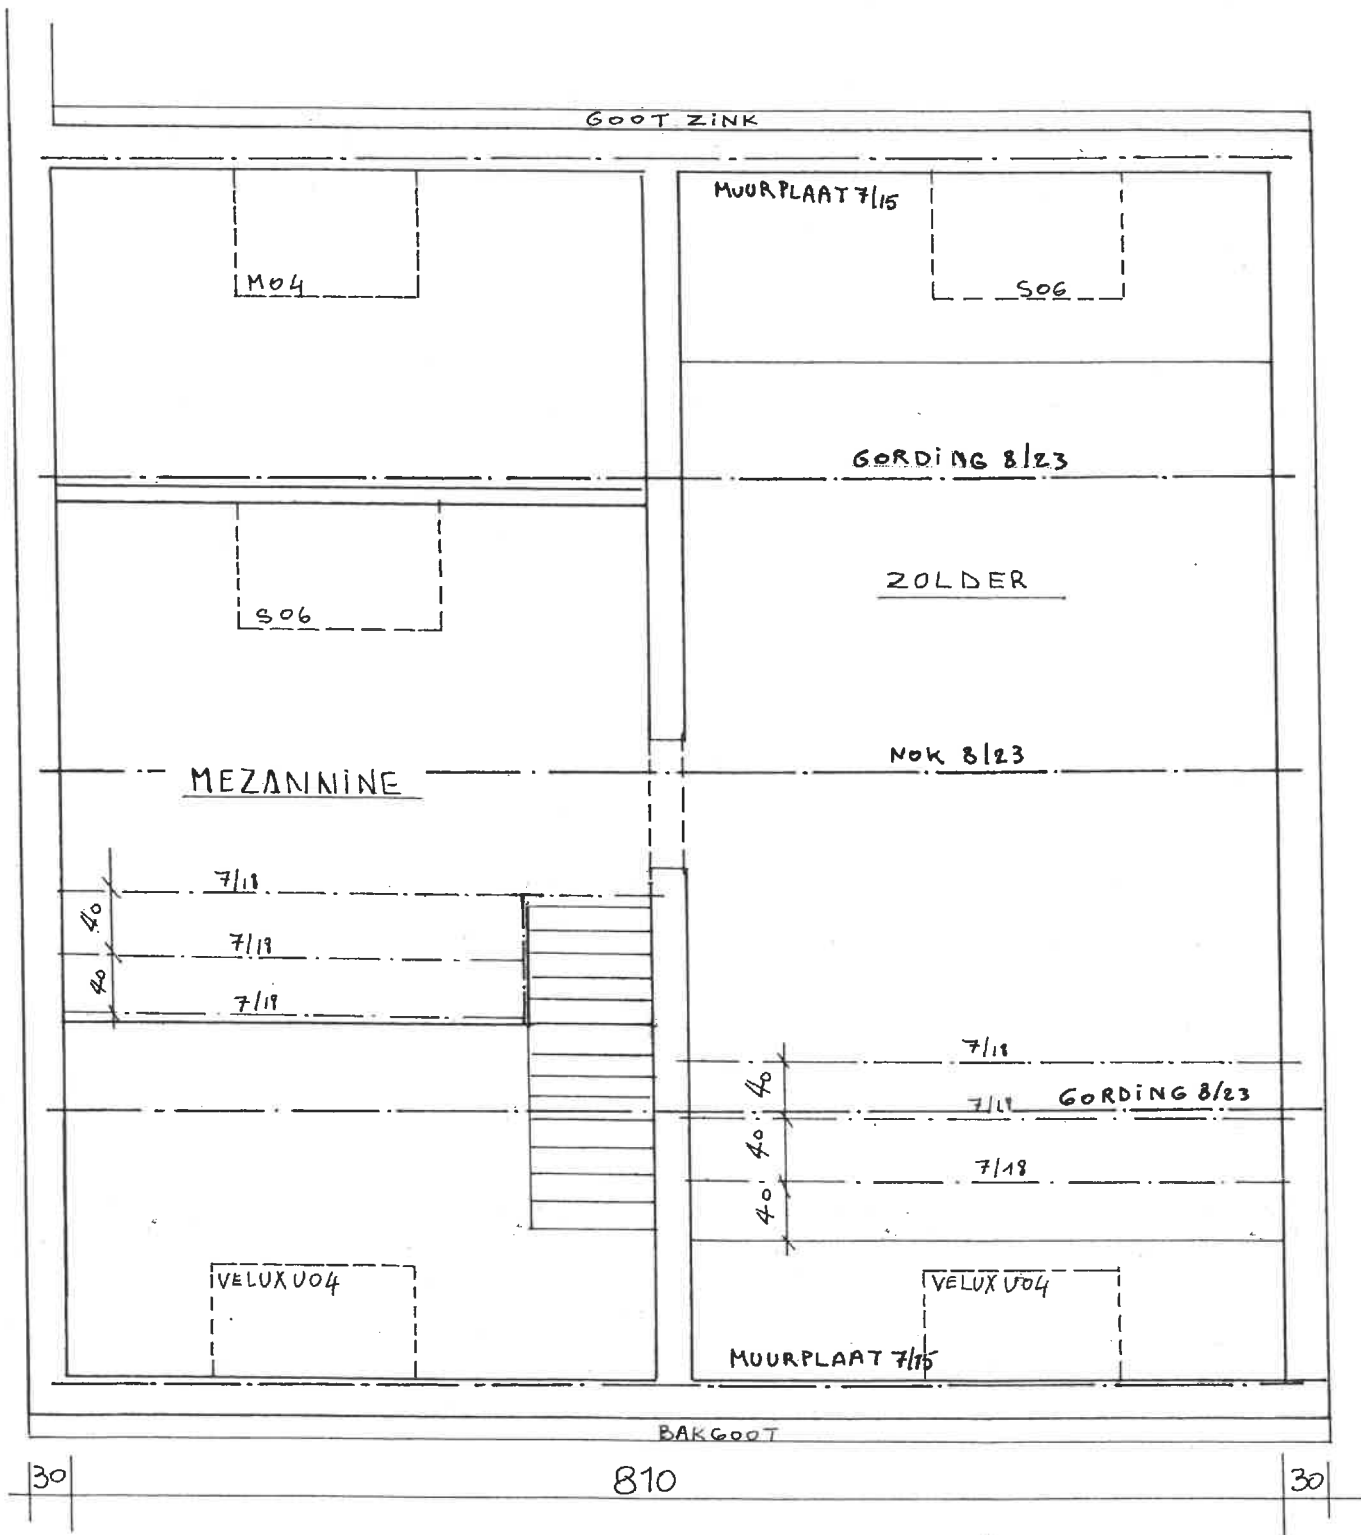 GOOT ZINK
MUURPLAAT 7/15
M04
S06
GORDING 8/23
ZOLDER
S06
NOK 8/23
MEZANNINE
7/18
40
7/18
40
7/18
7/18
40
7/18
GORDING 8/23
40
7/18
40
VELUX U04
VELUX U04
MUURPLAAT 7/15
BAKGOOT
30
810
30